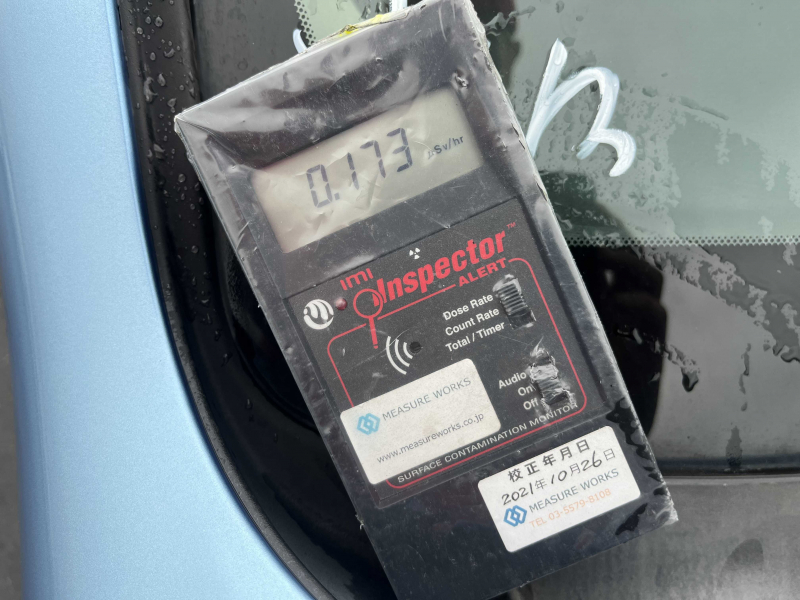 0.173 μSv/hr
imi
Inspector™
ALERT
Dose Rate
Count Rate
Total / Timer
Audio
On
Off
MEASURE WORKS
www.measureworks.co.jp
SURFACE CONTAMINATION MONITOR
校正年月日
2021年10月26日
MEASURE WORKS
TEL 03-5579-8108